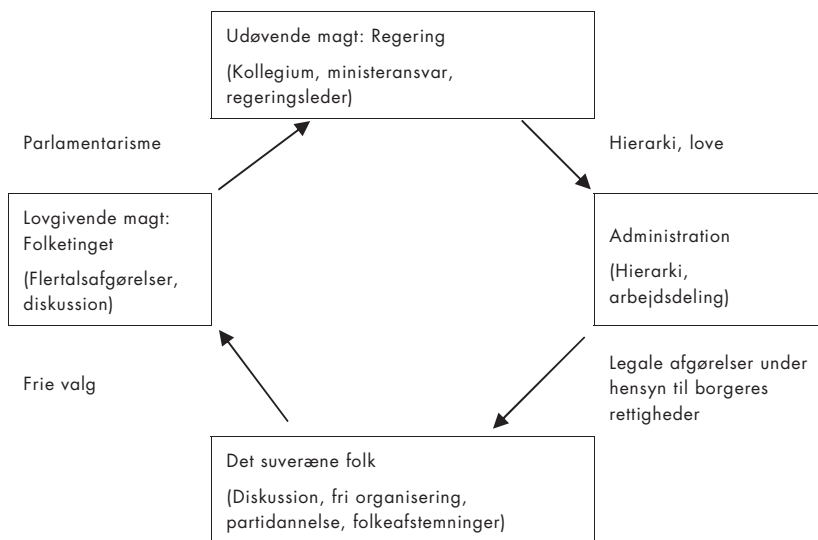 Udøvende magt: Regering
(Kollegium, ministeransvar,
regeringsleder)
Parlamentarisme
Hierarki, love
Lovgivende magt:
Folketinget
(Flertalsafgørelser,
diskussion)
Administration
(Hierarki,
arbejdsdeling)
Frie valg
Legale afgørelser under
hensyn til borgeres
rettigheder
Det suveræne folk
(Diskussion, fri organisering,
partidannelse, folkeafstemninger)